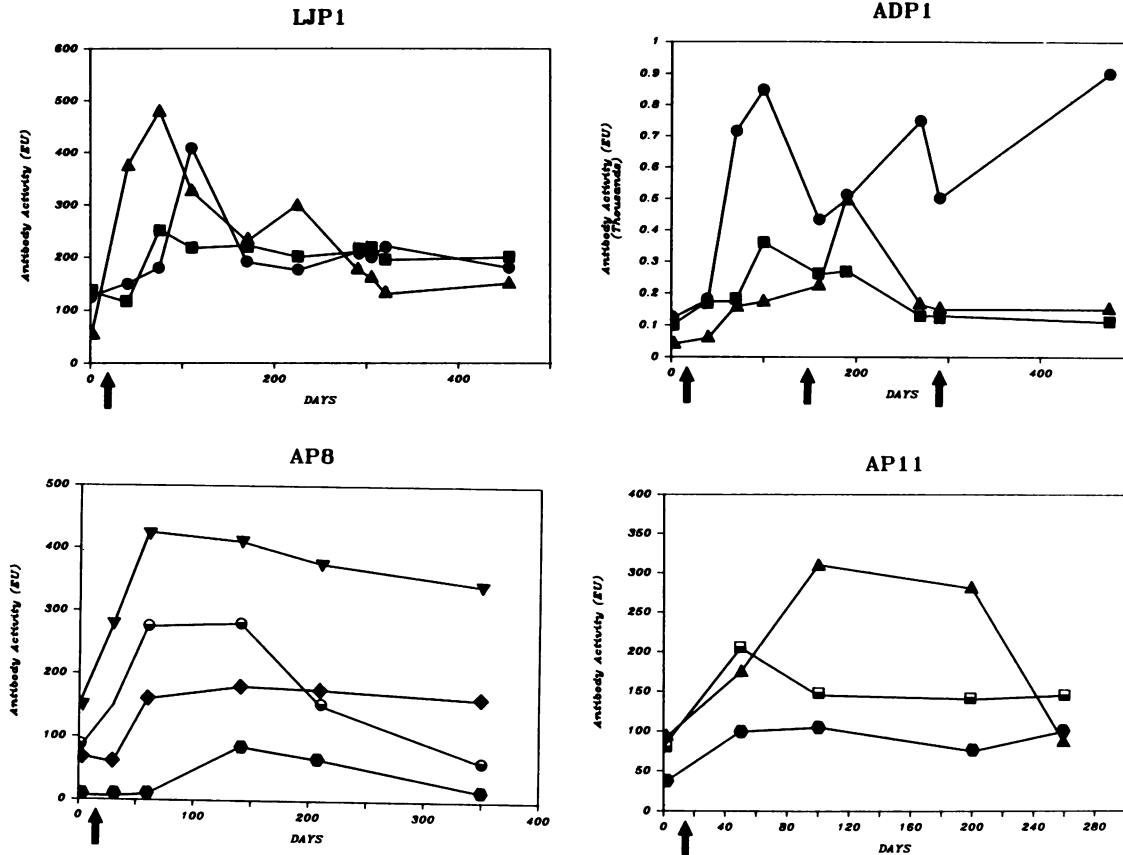 LJP1
600
500
400
300
200
100
0
Antibody Activity (EU)
0 200 400
DAYS
ADP1
1
0.9
0.8
0.7
0.6
0.5
0.4
0.3
0.2
0.1
0
Antibody Activity (EU)
(Thousands)
0 200 400
DAYS
AP8
500
400
300
200
100
0
Antibody Activity (EU)
0 100 200 300 400
DAYS
AP11
400
350
300
250
200
150
100
50
0
Antibody Activity (EU)
0 40 80 120 160 200 240 280
DAYS